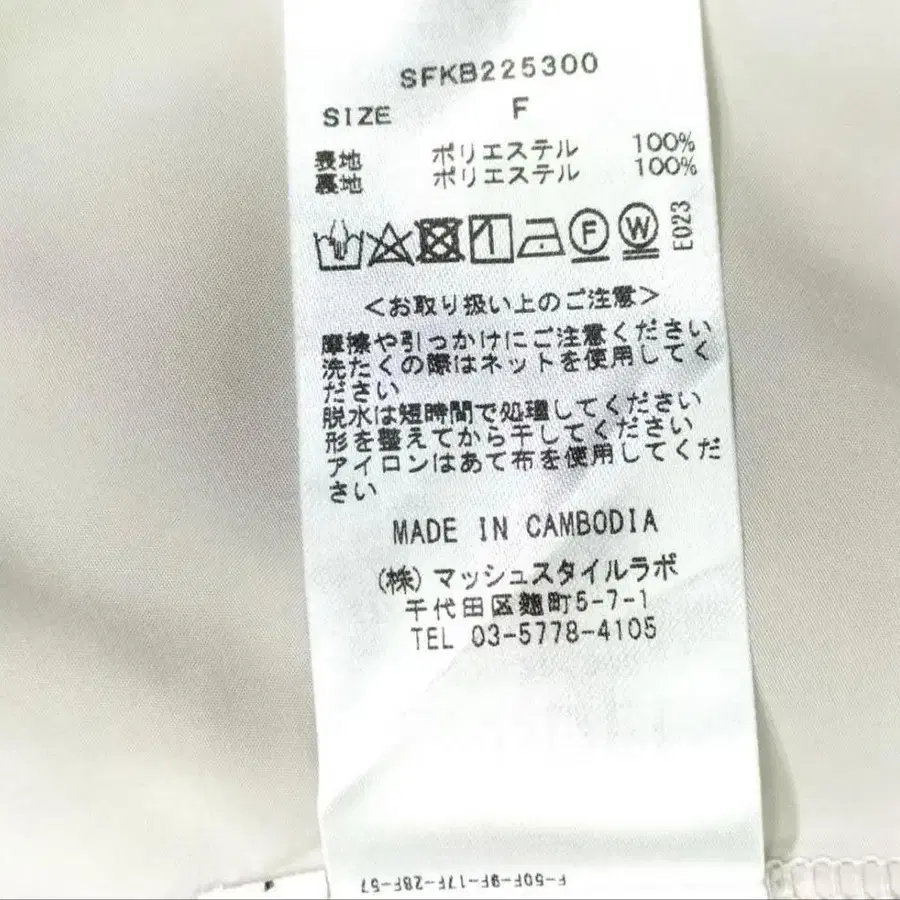 SFKB225300
SIZE F
表地 ポリエステル 100%
裏地 ポリエステル 100%
F W E023
＜お取り扱い上のご注意＞
摩擦や引っかけにご注意ください
洗たくの際はネットを使用してく
ださい
脱水は短時間で処理してください
形を整えてから干してください
アイロンはあて布を使用してくだ
さい
MADE IN CAMBODIA
(株) マッシュスタイルラボ
千代田区麹町5-7-1
TEL 03-5778-4105
F-50F-9F-17F-28F-57